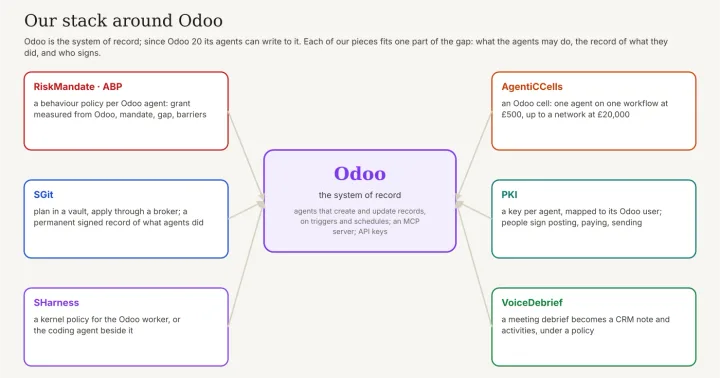 Our stack around Odoo
Odoo is the system of record; since Odoo 20 its agents can write to it. Each of our pieces fits one part of the gap: what the agents may do, the record of what they
did, and who signs.
RiskMandate · ABP
a behaviour policy per Odoo agent: grant
measured from Odoo, mandate, gap, barriers
SGit
plan in a vault, apply through a broker; a
permanent signed record of what agents did
SHarness
a kernel policy for the Odoo worker, or
the coding agent beside it
Odoo
the system of record
agents that create and update records,
on triggers and schedules; an MCP
server; API keys
AgentiCCells
an Odoo cell: one agent on one workflow at
£500, up to a network at £20,000
PKI
a key per agent, mapped to its Odoo user;
people sign posting, paying, sending
VoiceDebrief
a meeting debrief becomes a CRM note and
activities, under a policy